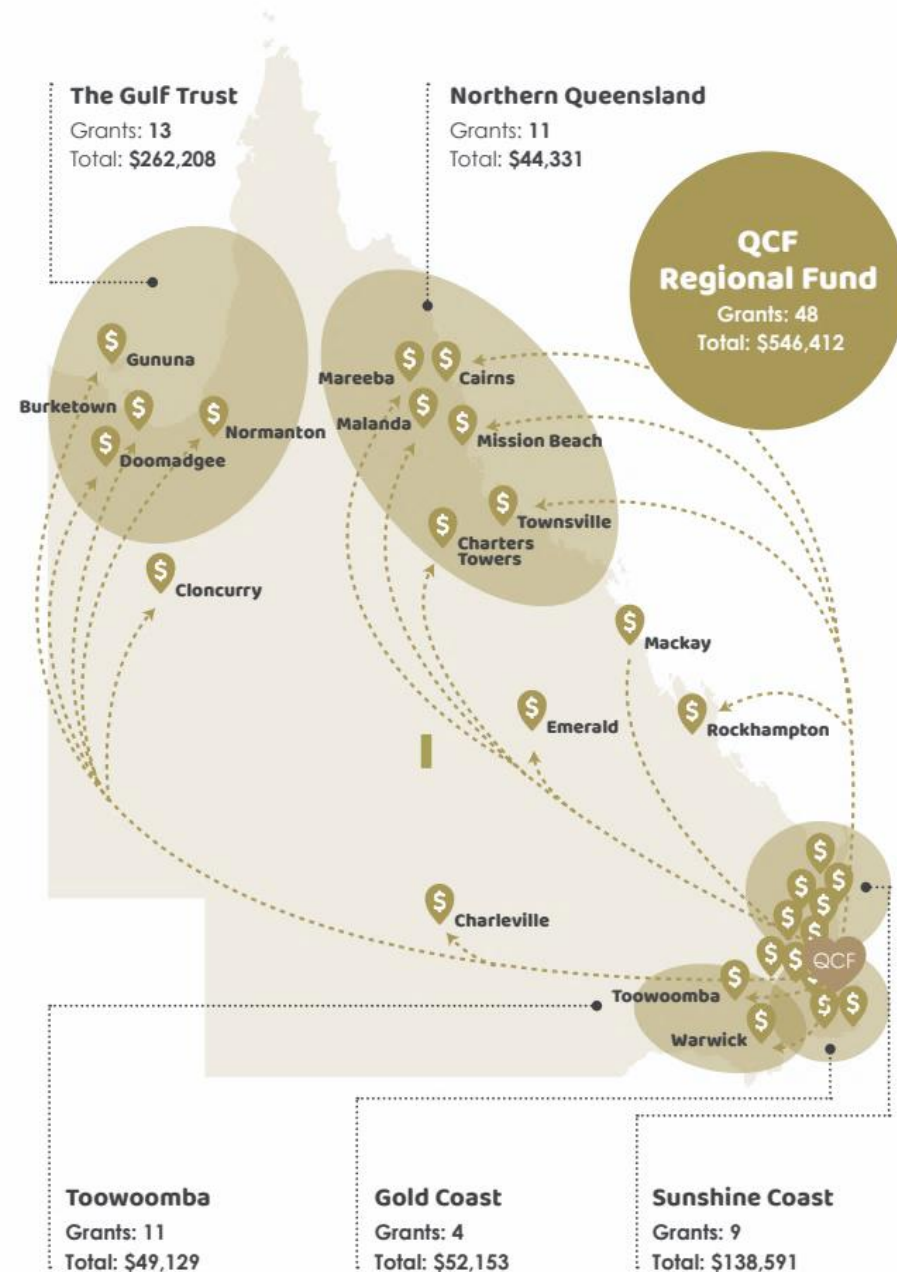 The Gulf Trust
Grants: 13
Total: $262,208
Northern Queensland
Grants: 11
Total: $44,331
QCF
Regional Fund
Grants: 48
Total: $546,412
$
Gununa
Burketown
$
$
Normanton
$
Doomadgee
$
Cloncurry
$
$
Mareeba
Cairns
$
Malanda
$
Mission Beach
$
Townsville
$
Charters
Towers
$
Mackay
$
Emerald
$
Rockhampton
$
Charleville
$
$
$
$
$
$
$
$
QCF
$
Toowoomba
$
$
$
Warwick
Toowoomba
Grants: 11
Total: $49,129
Gold Coast
Grants: 4
Total: $52,153
Sunshine Coast
Grants: 9
Total: $138,591